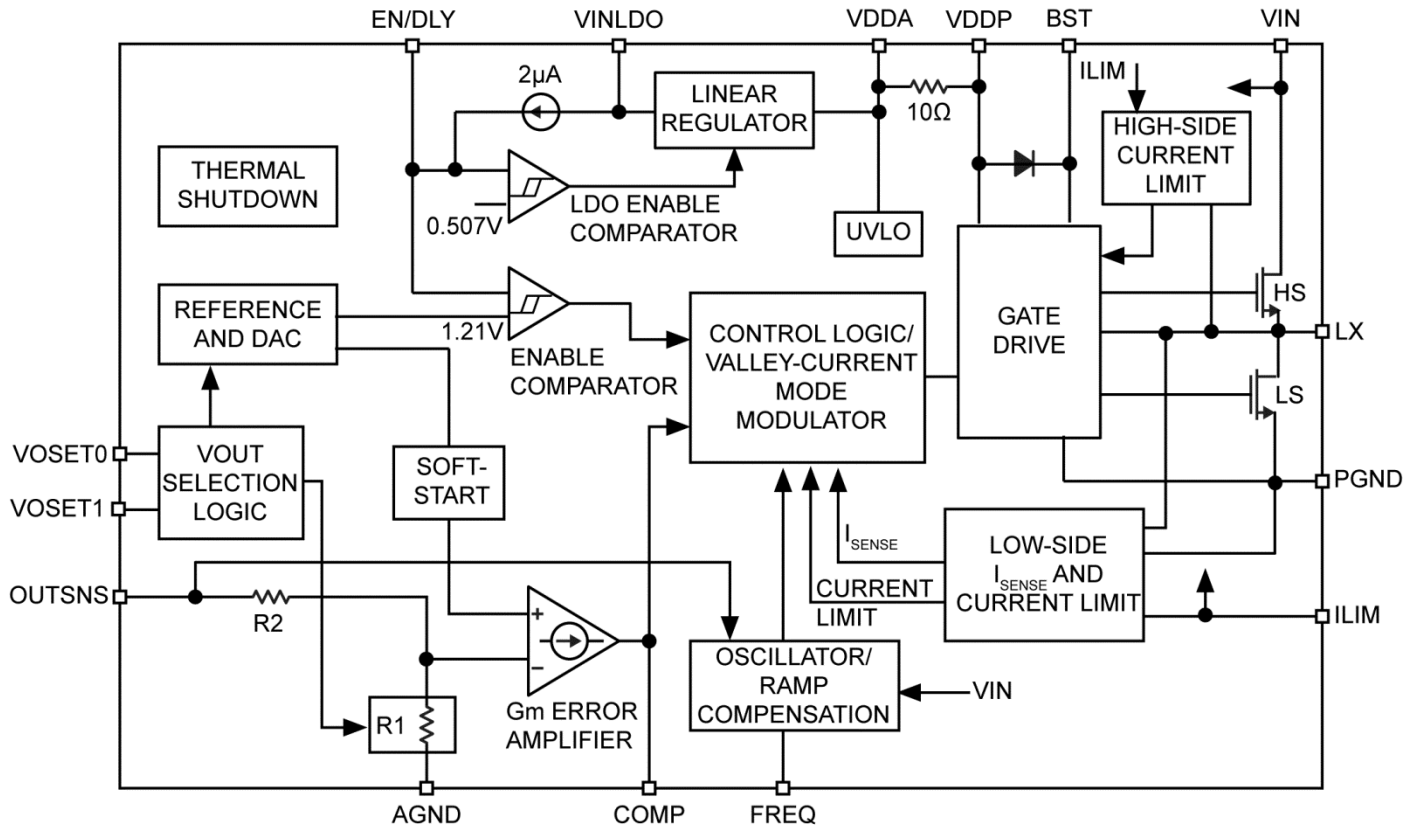 EN/DLY
VINLDO
VDDA
VDDP
BST
VIN
2µA
LINEAR
REGULATOR
10Ω
ILIM
HIGH-SIDE
CURRENT
LIMIT
THERMAL
SHUTDOWN
0.507V
LDO ENABLE
COMPARATOR
UVLO
REFERENCE
AND DAC
1.21V
ENABLE
COMPARATOR
CONTROL LOGIC/
VALLEY-CURRENT
MODE
MODULATOR
GATE
DRIVE
HS
LX
LS
VOSET0
VOSET1
VOUT
SELECTION
LOGIC
SOFT-
START
PGND
ISENSE
CURRENT
LIMIT
LOW-SIDE
ISENSE AND
CURRENT LIMIT
ILIM
OUTSNS
R2
+
−
Gm ERROR
AMPLIFIER
OSCILLATOR/
RAMP
COMPENSATION
VIN
R1
AGND
COMP
FREQ